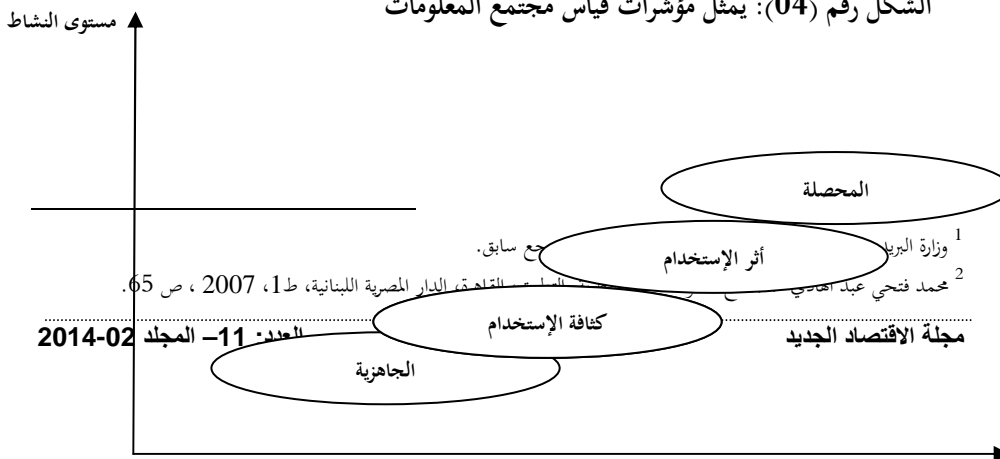 الشكل رقم (04): يمثل مؤشرات قياس مجتمع المعلومات
مستوى النشاط
المحصلة
1 وزارة البريد جع سابق.
أثر الإستخدام
2 محمد فتحي عبد الهادي القاهرة، الدار المصرية اللبنانية، ط1، 2007 ، ص 65.
كثافة الإستخدام
مجلة الاقتصاد الجديد العدد: 11– المجلد 02-2014
الجاهزية